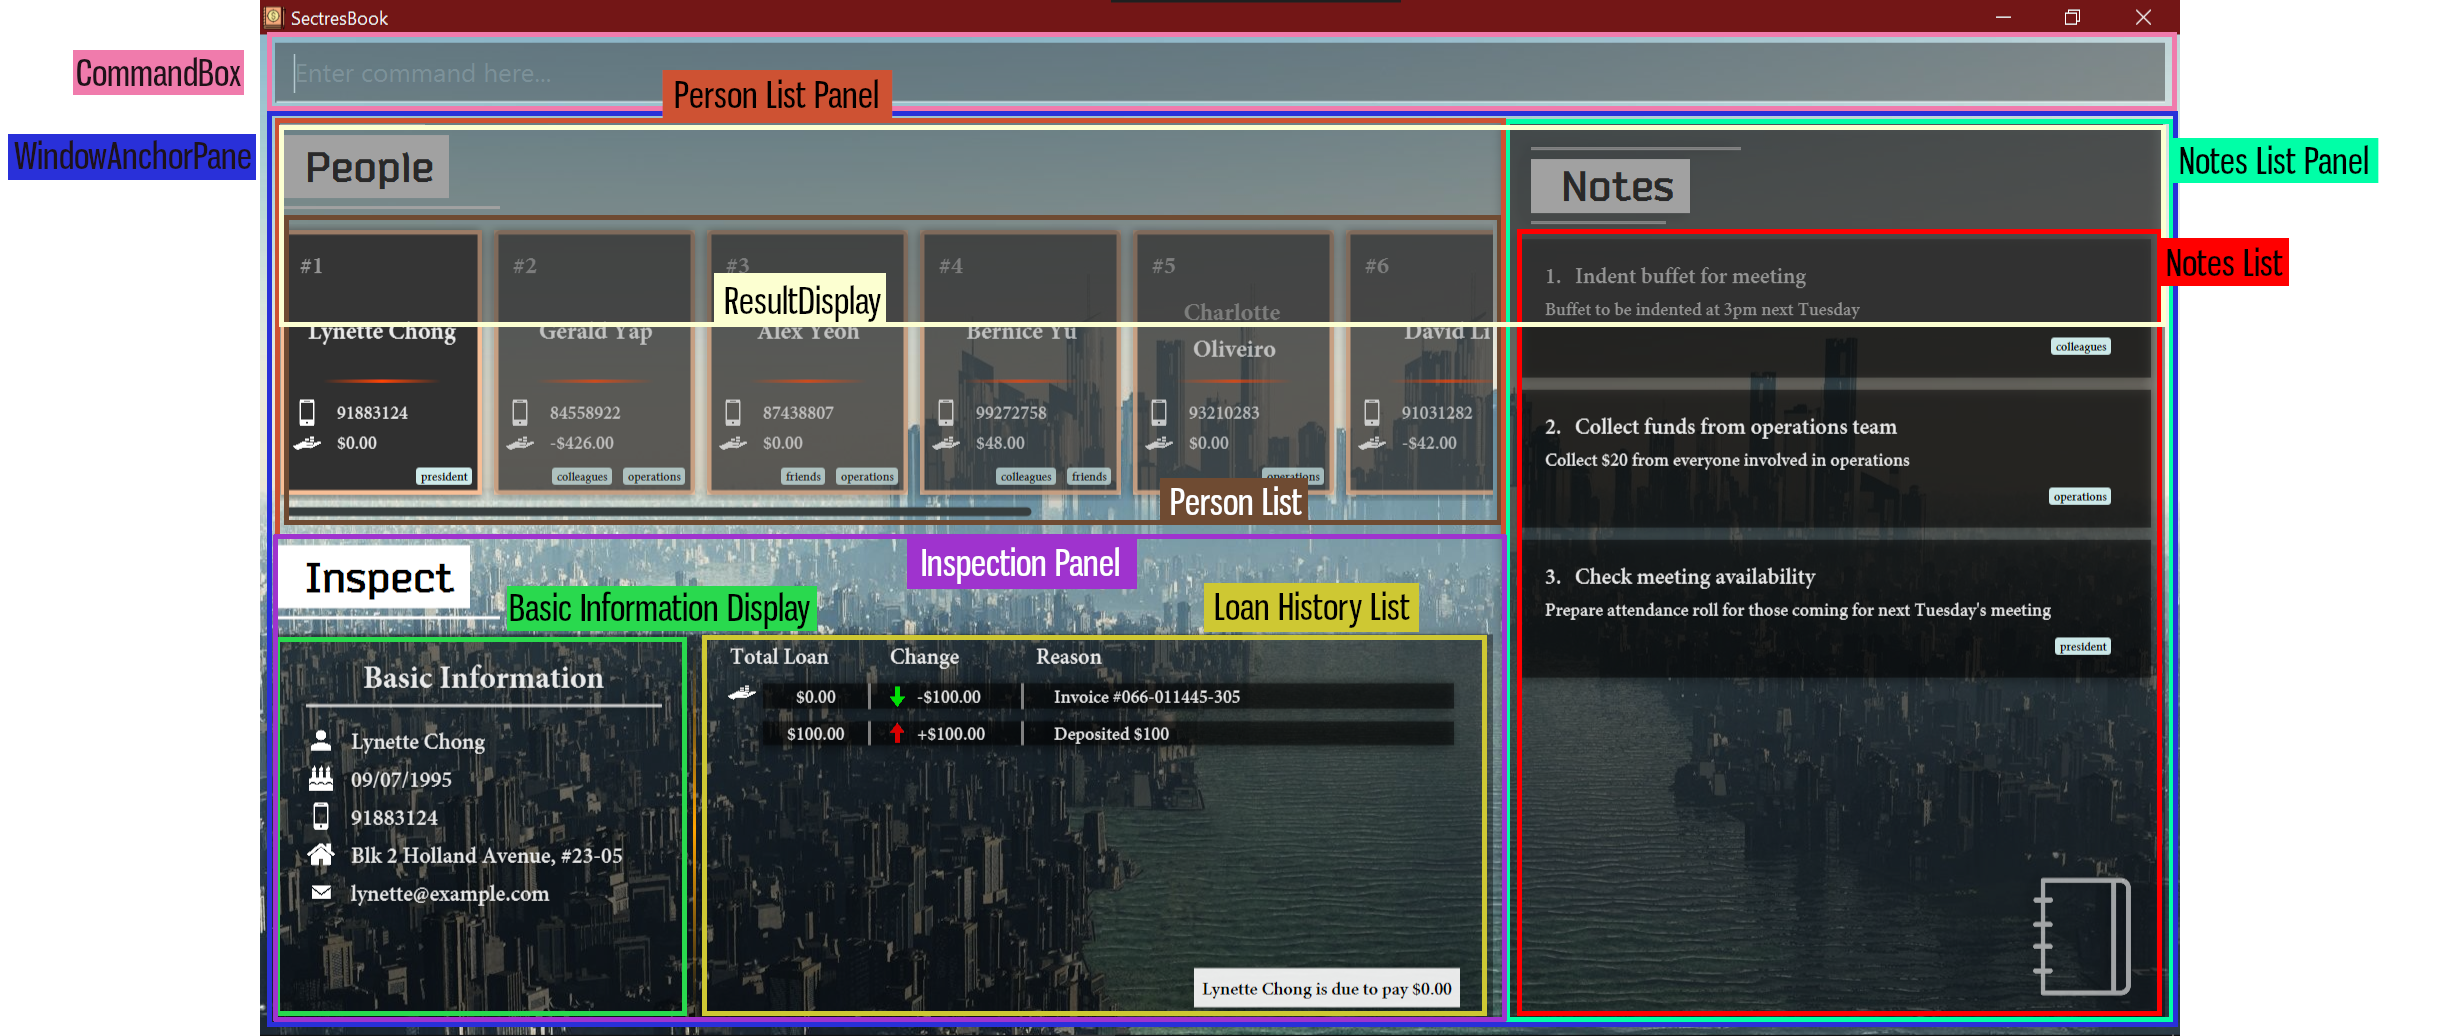 SectresBook
CommandBox
Enter command here...
Person List Panel
WindowAnchorPane
People
Notes
Notes List Panel
Notes List
#1
#2
#3
#4
#5
#6
ResultDisplay
Lynette Chong
Gerald Yap
Alex Yeoh
Bernice Yu
Charlotte
Oliveiro
David Li
91883124
84558922
87438807
99272758
93210283
91031282
$0.00
-$426.00
$0.00
$48.00
$0.00
-$42.00
president
colleagues operations
friends operations
colleagues friends
operations
Person List
1. Indent buffet for meeting
Buffet to be indented at 3pm next Tuesday
colleagues
2. Collect funds from operations team
Collect $20 from everyone involved in operations
operations
3. Check meeting availability
Prepare attendance roll for those coming for next Tuesday's meeting
president
Inspect
Inspection Panel
Basic Information Display
Loan History List
Basic Information
Lynette Chong
09/07/1995
91883124
Blk 2 Holland Avenue, #23-05
lynette@example.com
Total Loan Change Reason
$0.00 -$100.00 Invoice #066-011445-305
$100.00 +$100.00 Deposited $100
Lynette Chong is due to pay $0.00